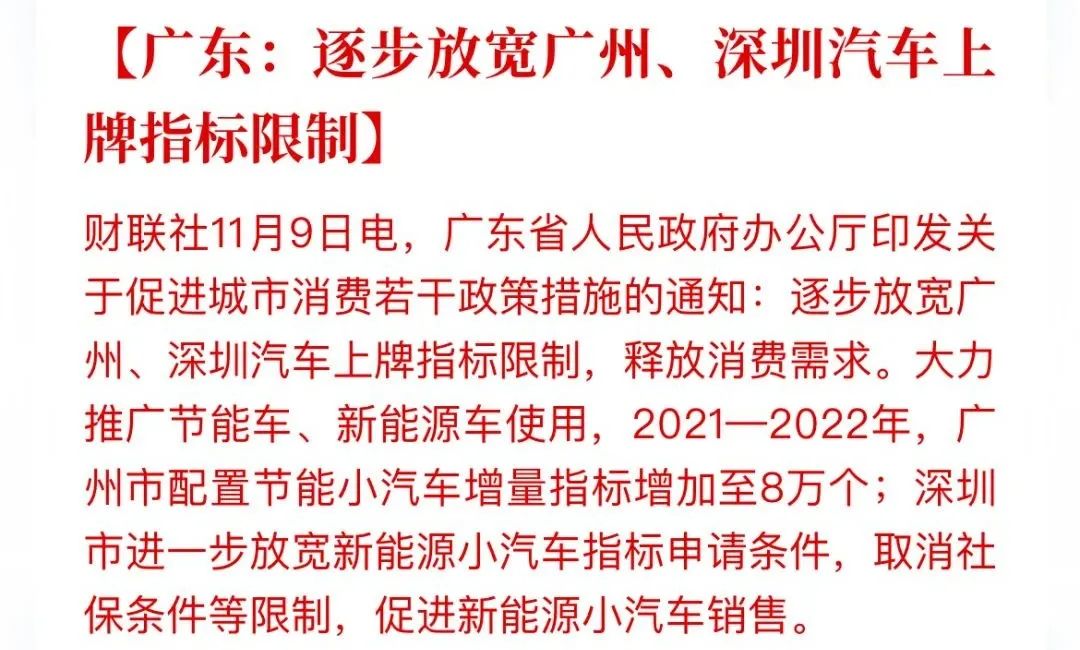 【广东：逐步放宽广州、深圳汽车上
牌指标限制】
财联社11月9日电，广东省人民政府办公厅印发关
于促进城市消费若干政策措施的通知：逐步放宽广
州、深圳汽车上牌指标限制，释放消费需求。大力
推广节能车、新能源车使用，2021—2022年，广
州市配置节能小汽车增量指标增加至8万个；深圳
市进一步放宽新能源小汽车指标申请条件，取消社
保条件等限制，促进新能源小汽车销售。